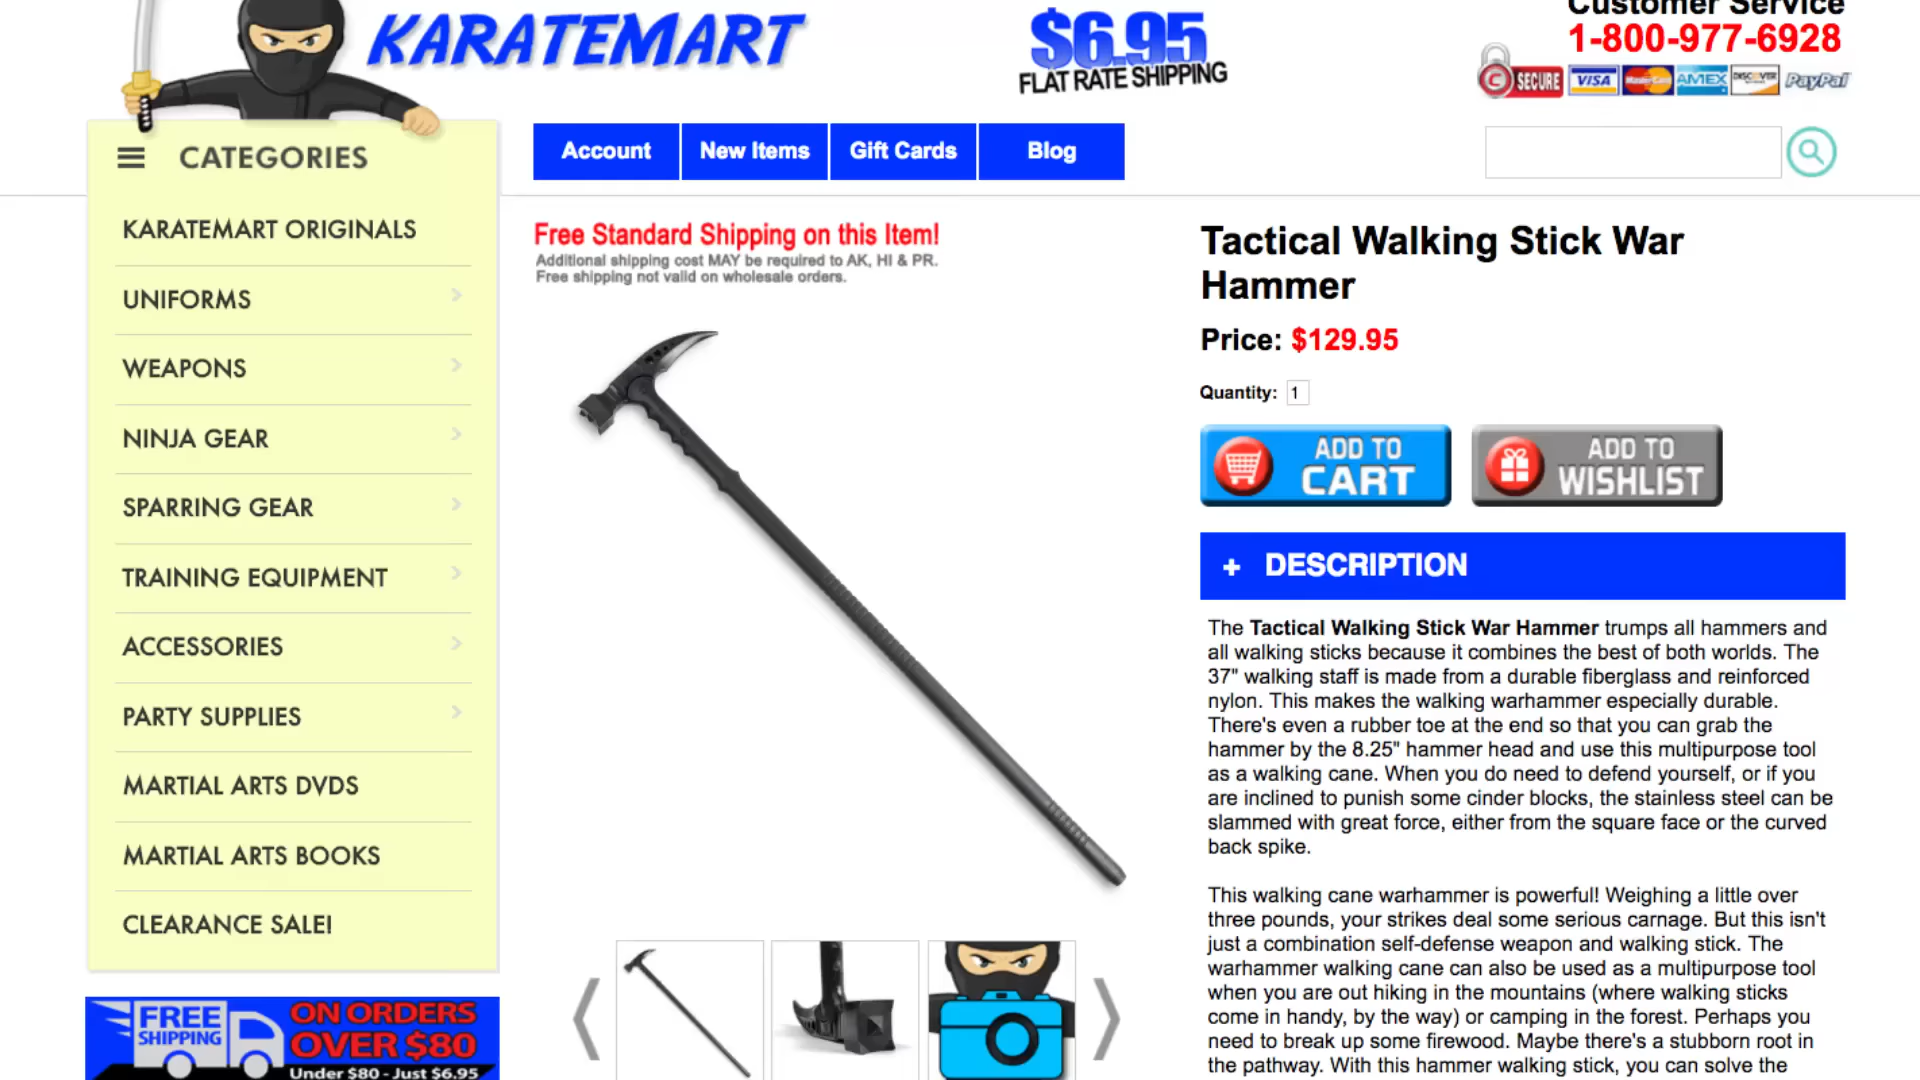 KARATEMART
$6.95
FLAT RATE SHIPPING
Customer Service
1-800-977-6928
SECURE VISA MasterCard AMEX DISCOVER PayPal
CATEGORIES
Account
New Items
Gift Cards
Blog
KARATEMART ORIGINALS
UNIFORMS
WEAPONS
NINJA GEAR
SPARRING GEAR
TRAINING EQUIPMENT
ACCESSORIES
PARTY SUPPLIES
MARTIAL ARTS DVDS
MARTIAL ARTS BOOKS
CLEARANCE SALE!
FREE
SHIPPING
ON ORDERS
OVER $80
Under $80 - Just $6.95
Free Standard Shipping on this Item!
Additional shipping cost MAY be required to AK, HI & PR.
Free shipping not valid on wholesale orders.
Tactical Walking Stick War
Hammer
Price: $129.95
Quantity: 1
ADD TO
CART
ADD TO
WISHLIST
+ DESCRIPTION
The Tactical Walking Stick War Hammer trumps all hammers and
all walking sticks because it combines the best of both worlds. The
37" walking staff is made from a durable fiberglass and reinforced
nylon. This makes the walking warhammer especially durable.
There's even a rubber toe at the end so that you can grab the
hammer by the 8.25" hammer head and use this multipurpose tool
as a walking cane. When you do need to defend yourself, or if you
are inclined to punish some cinder blocks, the stainless steel can be
slammed with great force, either from the square face or the curved
back spike.
This walking cane warhammer is powerful! Weighing a little over
three pounds, your strikes deal some serious carnage. But this isn't
just a combination self-defense weapon and walking stick. The
warhammer walking cane can also be used as a multipurpose tool
when you are out hiking in the mountains (where walking sticks
come in handy, by the way) or camping in the forest. Perhaps you
need to break up some firewood. Maybe there's a stubborn root in
the pathway. With this hammer walking stick, you can solve the